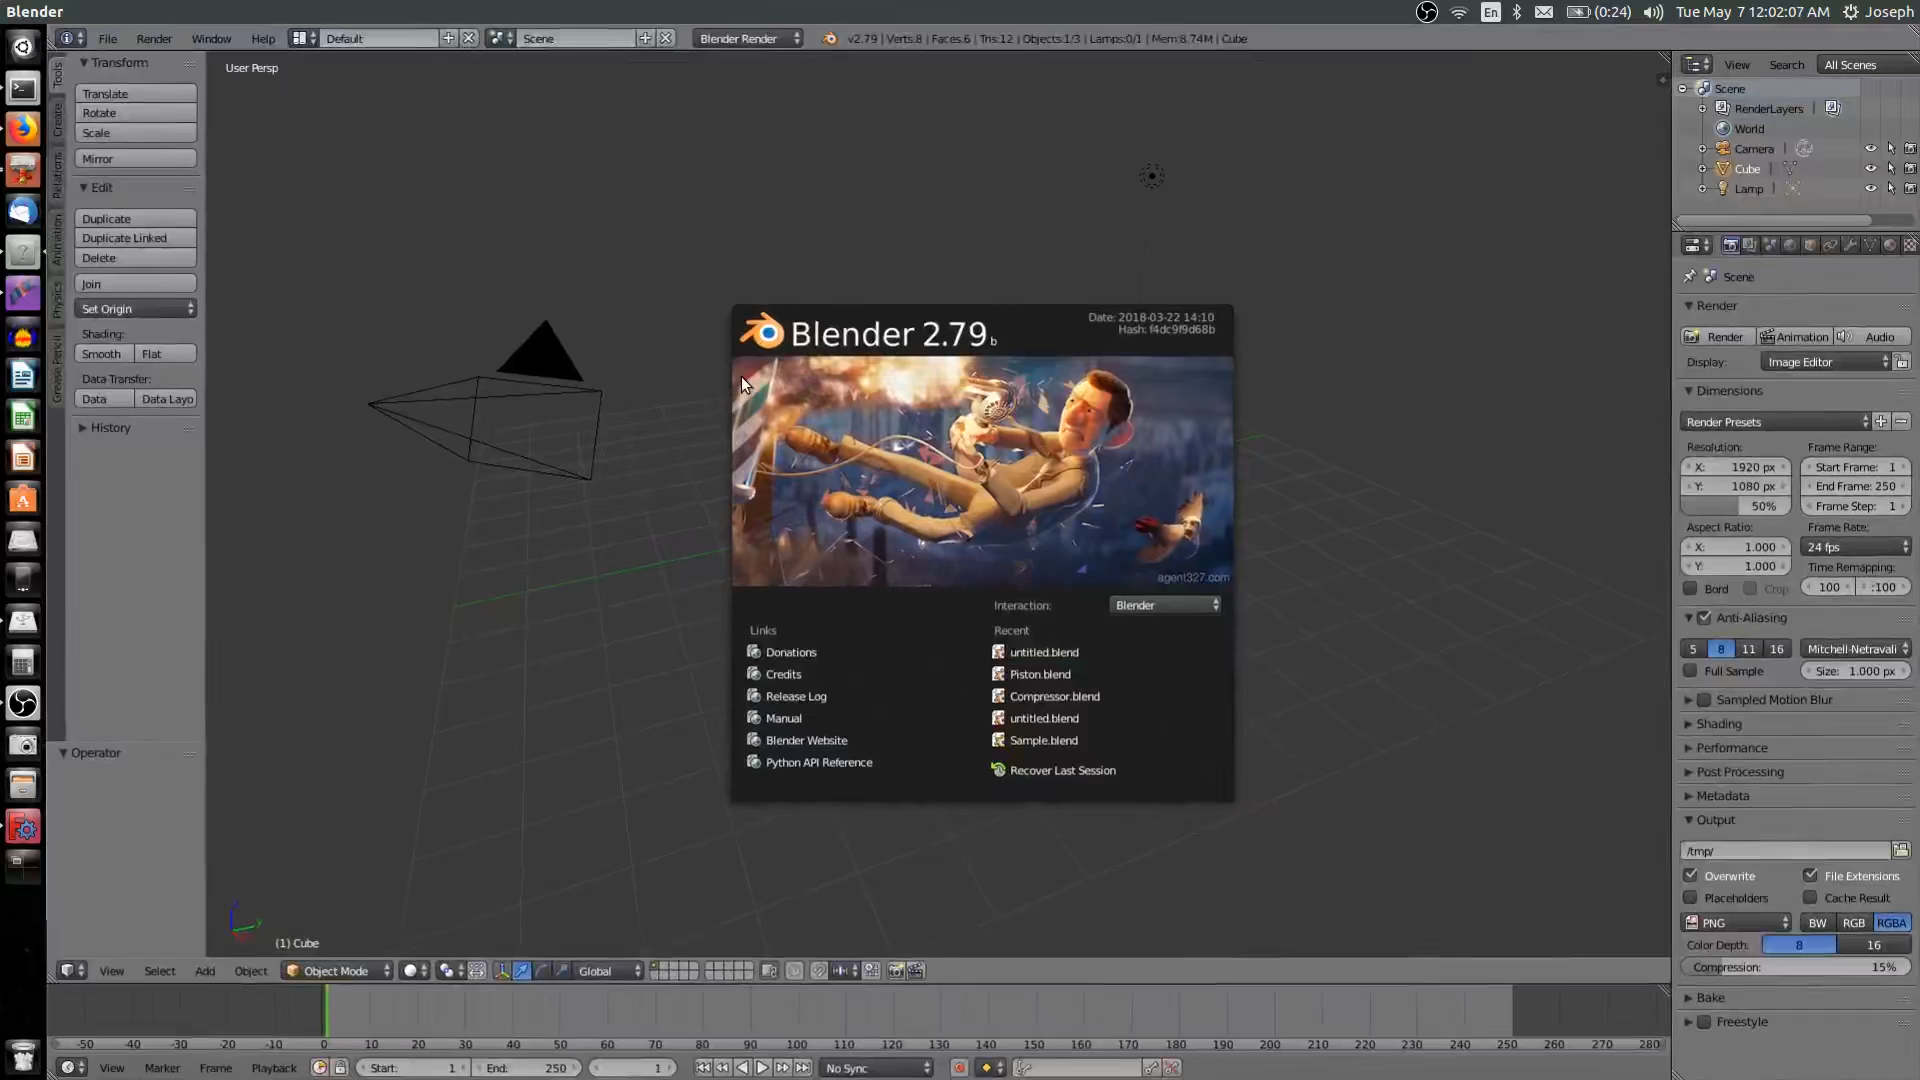 Blender
En
(0:24)
Tue May 7 12:02:07 AM
Joseph
File Render Window Help
Default
Scene
Blender Render
v2.79 | Verts:8 | Faces:6 | Tris:12 | Objects:1/3 | Lamps:0/1 | Mem:8.74M | Cube
Tools
Create
Relations
Animation
Physics
Grease Pencil
Transform
Translate
Rotate
Scale
Mirror
Edit
Duplicate
Duplicate Linked
Delete
Join
Set Origin
Shading:
Smooth Flat
Data Transfer:
Data Data Layo
History
Operator
User Persp
Blender 2.79 b
Date: 2018-03-22 14:10
Hash: f4dc9f9d68b
agent327.com
Interaction: Blender
Links
Donations
Credits
Release Log
Manual
Blender Website
Python API Reference
Recent
untitled.blend
Piston.blend
Compressor.blend
untitled.blend
Sample.blend
Recover Last Session
(1) Cube
View Search All Scenes
Scene
RenderLayers
World
Camera
Cube
Lamp
Scene
Render
Render Animation Audio
Display: Image Editor
Dimensions
Render Presets
Resolution: Frame Range:
X: 1920 px Start Frame: 1
Y: 1080 px End Frame: 250
50% Frame Step: 1
Aspect Ratio: Frame Rate:
X: 1.000 24 fps
Y: 1.000 Time Remapping:
Bord Crop 100 :100
Anti-Aliasing
5 8 11 16 Mitchell-Netravali
Full Sample Size: 1.000 px
Sampled Motion Blur
Shading
Performance
Post Processing
Metadata
Output
/tmp/
Overwrite File Extensions
Placeholders Cache Result
PNG BW RGB RGBA
Color Depth: 8 16
Compression: 15%
Bake
Freestyle
View Select Add Object Object Mode Global
-50 -40 -30 -20 -10 0 10 20 30 40 50 60 70 80 90 100 110 120 130 140 150 160 170 180 190 200 210 220 230 240 250 260 270 280
View Marker Frame Playback Start: 1 End: 250 1 No Sync